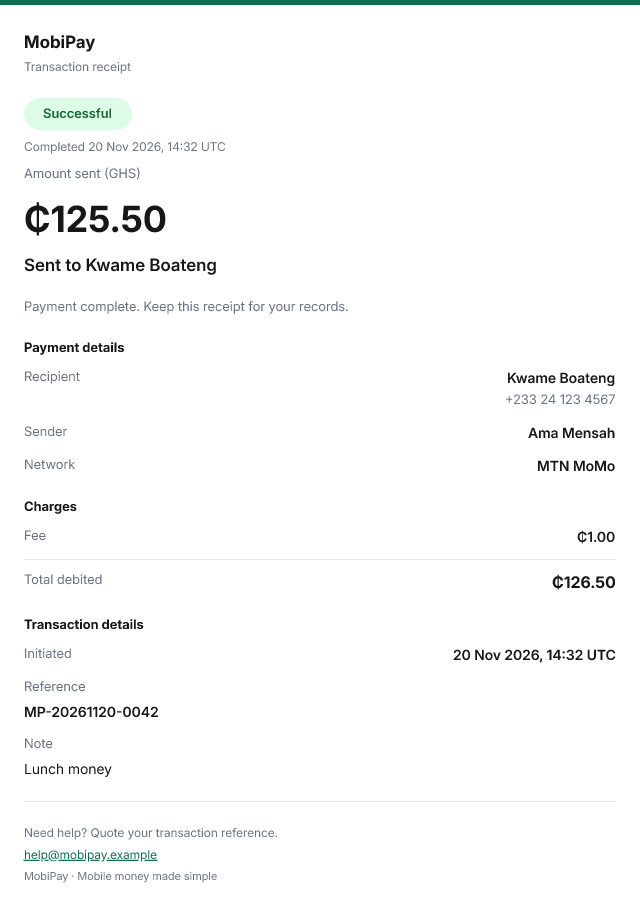 MobiPay
Transaction receipt
Successful
Completed 20 Nov 2026, 14:32 UTC
Amount sent (GHS)
₵125.50
Sent to Kwame Boateng
Payment complete. Keep this receipt for your records.
Payment details
Recipient Kwame Boateng
+233 24 123 4567
Sender Ama Mensah
Network MTN MoMo
Charges
Fee ₵1.00
Total debited ₵126.50
Transaction details
Initiated 20 Nov 2026, 14:32 UTC
Reference
MP-20261120-0042
Note
Lunch money
Need help? Quote your transaction reference.
help@mobipay.example
MobiPay · Mobile money made simple